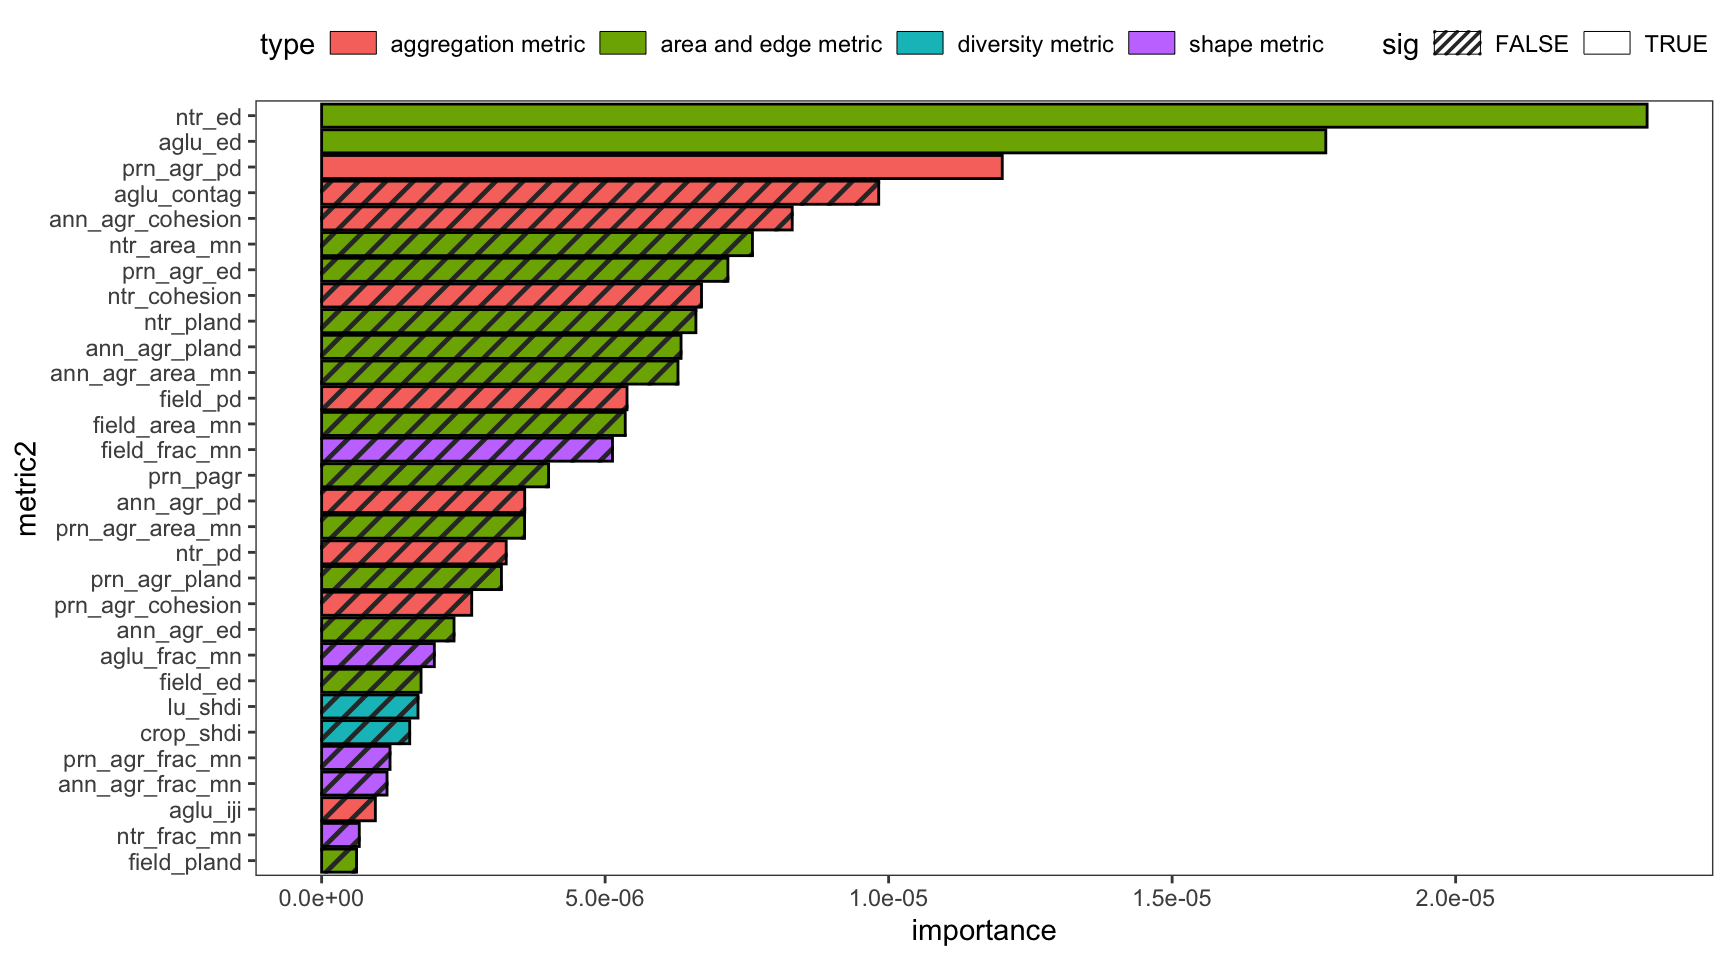 type aggregation metric area and edge metric diversity metric shape metric sig FALSE TRUE
ntr_ed
aglu_ed
prn_agr_pd
aglu_contag
ann_agr_cohesion
ntr_area_mn
prn_agr_ed
ntr_cohesion
ntr_pland
ann_agr_pland
ann_agr_area_mn
field_pd
field_area_mn
field_frac_mn
prn_pagr
ann_agr_pd
prn_agr_area_mn
ntr_pd
prn_agr_pland
prn_agr_cohesion
ann_agr_ed
aglu_frac_mn
field_ed
lu_shdi
crop_shdi
prn_agr_frac_mn
ann_agr_frac_mn
aglu_iji
ntr_frac_mn
field_pland
metric2
0.0e+00 5.0e-06 1.0e-05 1.5e-05 2.0e-05
importance